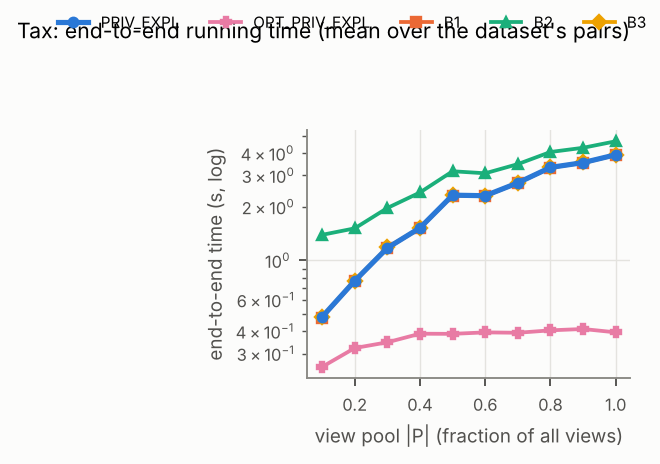 PRIV_EXPL OPT_PRIV_EXPL B1 B2 B3
Tax: end-to-end running time (mean over the dataset's pairs)
4 × 10⁰
3 × 10⁰
2 × 10⁰
10⁰
6 × 10⁻¹
4 × 10⁻¹
3 × 10⁻¹
end-to-end time (s, log)
0.2 0.4 0.6 0.8 1.0
view pool |P| (fraction of all views)